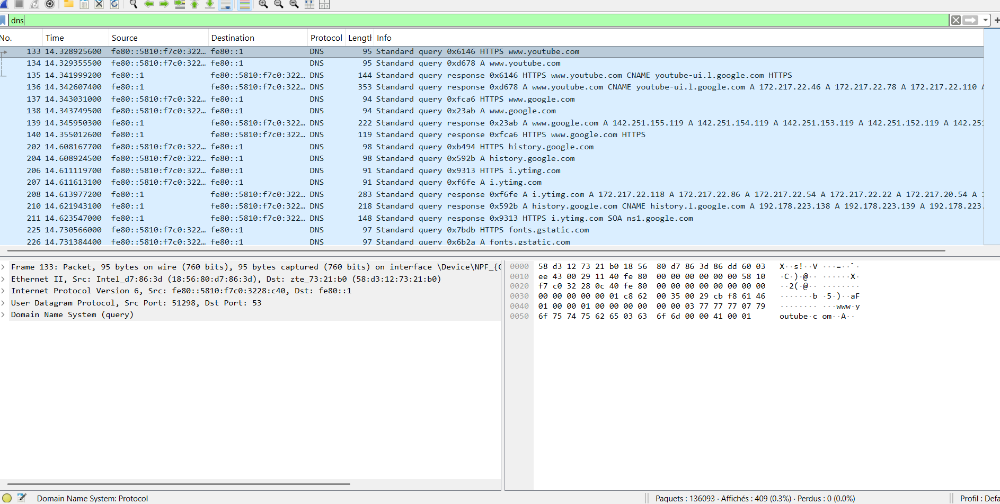 dns
No. Time Source Destination Protocol Lengtl Info
133 14.328925600 fe80::5810:f7c0:322… fe80::1 DNS 95 Standard query 0x6146 HTTPS www.youtube.com
134 14.329355500 fe80::5810:f7c0:322… fe80::1 DNS 95 Standard query 0xd678 A www.youtube.com
135 14.341999200 fe80::1 fe80::5810:f7c0:322… DNS 144 Standard query response 0x6146 HTTPS www.youtube.com CNAME youtube-ui.l.google.com HTTPS
136 14.342607400 fe80::1 fe80::5810:f7c0:322… DNS 353 Standard query response 0xd678 A www.youtube.com CNAME youtube-ui.l.google.com A 172.217.22.46 A 172.217.22.78 A 172.217.22.110 A
137 14.343031000 fe80::5810:f7c0:322… fe80::1 DNS 94 Standard query 0xfca6 HTTPS www.google.com
138 14.343749500 fe80::5810:f7c0:322… fe80::1 DNS 94 Standard query 0x23ab A www.google.com
139 14.345950300 fe80::1 fe80::5810:f7c0:322… DNS 222 Standard query response 0x23ab A www.google.com A 142.251.155.119 A 142.251.154.119 A 142.251.153.119 A 142.251.152.119 A 142.251
140 14.355012600 fe80::1 fe80::5810:f7c0:322… DNS 119 Standard query response 0xfca6 HTTPS www.google.com HTTPS
202 14.608167700 fe80::5810:f7c0:322… fe80::1 DNS 98 Standard query 0xb494 HTTPS history.google.com
204 14.608924500 fe80::5810:f7c0:322… fe80::1 DNS 98 Standard query 0x592b A history.google.com
206 14.611119700 fe80::5810:f7c0:322… fe80::1 DNS 91 Standard query 0x9313 HTTPS i.ytimg.com
207 14.611613100 fe80::5810:f7c0:322… fe80::1 DNS 91 Standard query 0xf6fe A i.ytimg.com
208 14.613977200 fe80::1 fe80::5810:f7c0:322… DNS 283 Standard query response 0xf6fe A i.ytimg.com A 172.217.22.118 A 172.217.22.86 A 172.217.22.54 A 172.217.22.22 A 172.217.20.54 A 1
210 14.621943100 fe80::1 fe80::5810:f7c0:322… DNS 218 Standard query response 0x592b A history.google.com CNAME history.l.google.com A 192.178.223.138 A 192.178.223.139 A 192.178.223.
211 14.623547000 fe80::1 fe80::5810:f7c0:322… DNS 148 Standard query response 0x9313 HTTPS i.ytimg.com SOA ns1.google.com
225 14.730566000 fe80::5810:f7c0:322… fe80::1 DNS 97 Standard query 0x7bdb HTTPS fonts.gstatic.com
226 14.731384400 fe80::5810:f7c0:322… fe80::1 DNS 97 Standard query 0x6b2a A fonts.gstatic.com
Frame 133: Packet, 95 bytes on wire (760 bits), 95 bytes captured (760 bits) on interface \Device\NPF_{
Ethernet II, Src: Intel_d7:86:3d (18:56:80:d7:86:3d), Dst: zte_73:21:b0 (58:d3:12:73:21:b0)
Internet Protocol Version 6, Src: fe80::5810:f7c0:3228:c40, Dst: fe80::1
User Datagram Protocol, Src Port: 51298, Dst Port: 53
Domain Name System (query)
0000 58 d3 12 73 21 b0 18 56 80 d7 86 3d 86 dd 60 03 X··s!··V ···=··`·
0010 ee 43 00 29 11 40 fe 80 00 00 00 00 00 00 58 10 ·C·)·@·· ······X·
0020 f7 c0 32 28 0c 40 fe 80 00 00 00 00 00 00 00 00 ··2(·@·· ········
0030 00 00 00 00 00 01 c8 62 00 35 00 29 cb f8 61 46 ·······b ·5·)··aF
0040 01 00 00 01 00 00 00 00 00 00 03 77 77 77 07 79 ········ ···www·y
0050 6f 75 74 75 62 65 03 63 6f 6d 00 00 41 00 01 outube·c om··A··
Domain Name System: Protocol
Paquets : 136093 · Affichés : 409 (0.3%) · Perdus : 0 (0.0%)
Profil : Defa